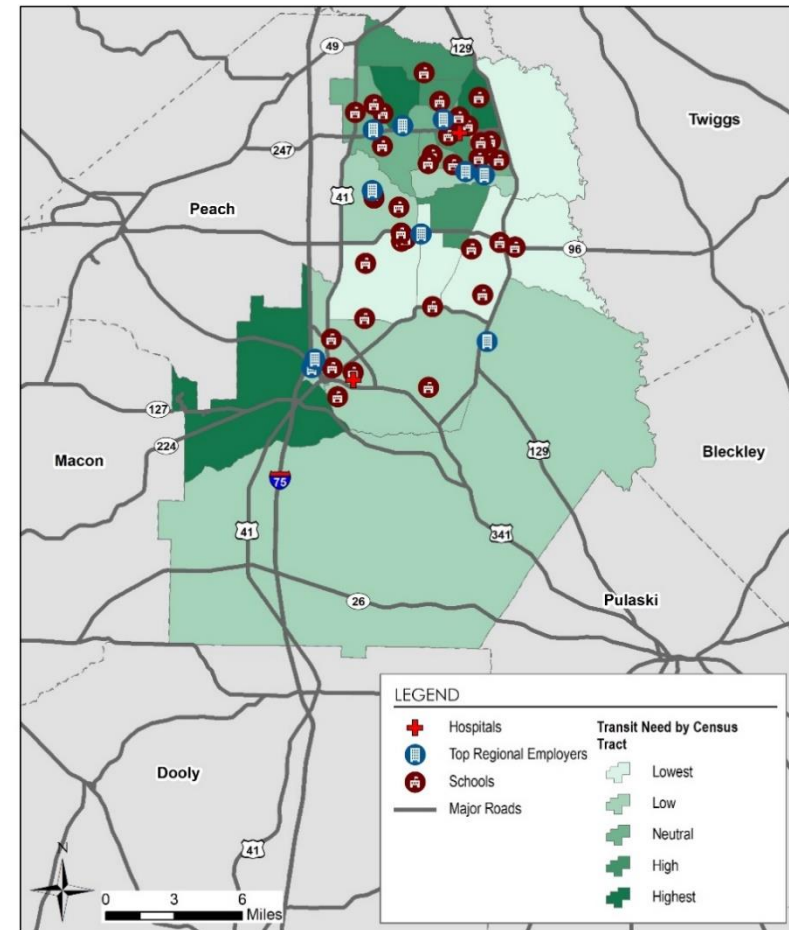 49
129
Twiggs
247
41
Peach
96
127
224
Macon
129
Bleckley
75
41
341
26
Pulaski
Dooly
41
N
0 3 6
Miles
LEGEND
Hospitals
Top Regional Employers
Schools
Major Roads
Transit Need by Census
Tract
Lowest
Low
Neutral
High
Highest